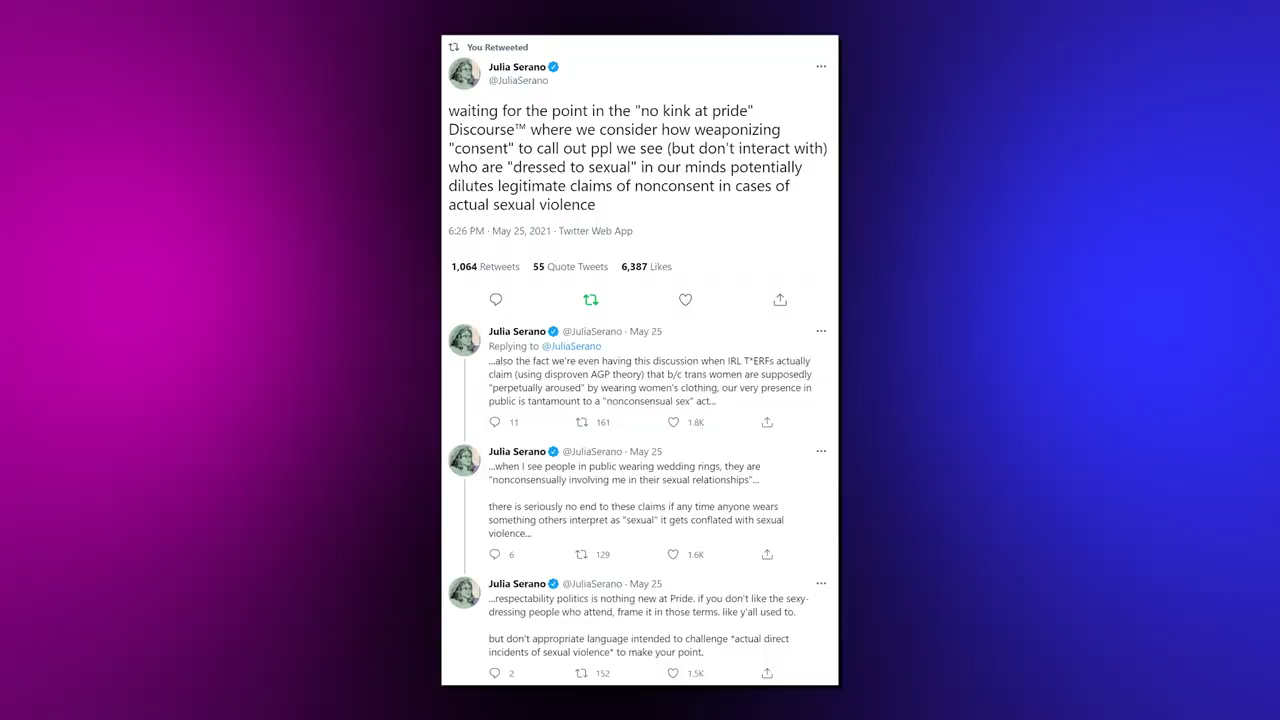 You Retweeted
Julia Serano
@JuliaSerano
waiting for the point in the "no kink at pride"
Discourse™ where we consider how weaponizing
"consent" to call out ppl we see (but don't interact with)
who are "dressed to sexual" in our minds potentially
dilutes legitimate claims of nonconsent in cases of
actual sexual violence
6:26 PM · May 25, 2021 · Twitter Web App
1,064 Retweets 55 Quote Tweets 6,387 Likes
Julia Serano @JuliaSerano · May 25
Replying to @JuliaSerano
...also the fact we're even having this discussion when IRL T*ERFs actually
claim (using disproven AGP theory) that b/c trans women are supposedly
"perpetually aroused" by wearing women's clothing, our very presence in
public is tantamount to a "nonconsensual sex" act...
11 161 1.8K
Julia Serano @JuliaSerano · May 25
...when I see people in public wearing wedding rings, they are
"nonconsensually involving me in their sexual relationships"...
there is seriously no end to these claims if any time anyone wears
something others interpret as "sexual" it gets conflated with sexual
violence...
6 129 1.6K
Julia Serano @JuliaSerano · May 25
...respectability politics is nothing new at Pride. if you don't like the sexy-
dressing people who attend, frame it in those terms. like y'all used to.
but don't appropriate language intended to challenge *actual direct
incidents of sexual violence* to make your point.
2 152 1.5K